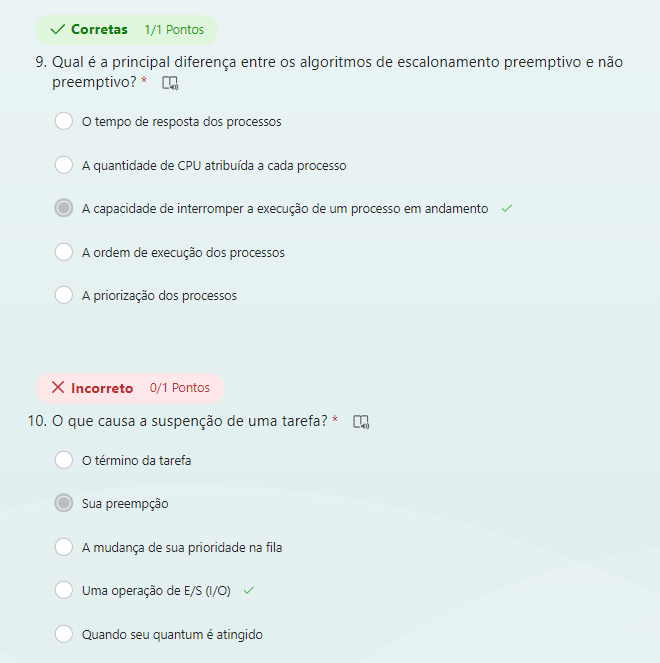 Corretas 1/1 Pontos
9. Qual é a principal diferença entre os algoritmos de escalonamento preemptivo e não
preemptivo? *
O tempo de resposta dos processos
A quantidade de CPU atribuída a cada processo
A capacidade de interromper a execução de um processo em andamento
A ordem de execução dos processos
A priorização dos processos
Incorreto 0/1 Pontos
10. O que causa a suspenção de uma tarefa? *
O término da tarefa
Sua preempção
A mudança de sua prioridade na fila
Uma operação de E/S (I/O)
Quando seu quantum é atingido